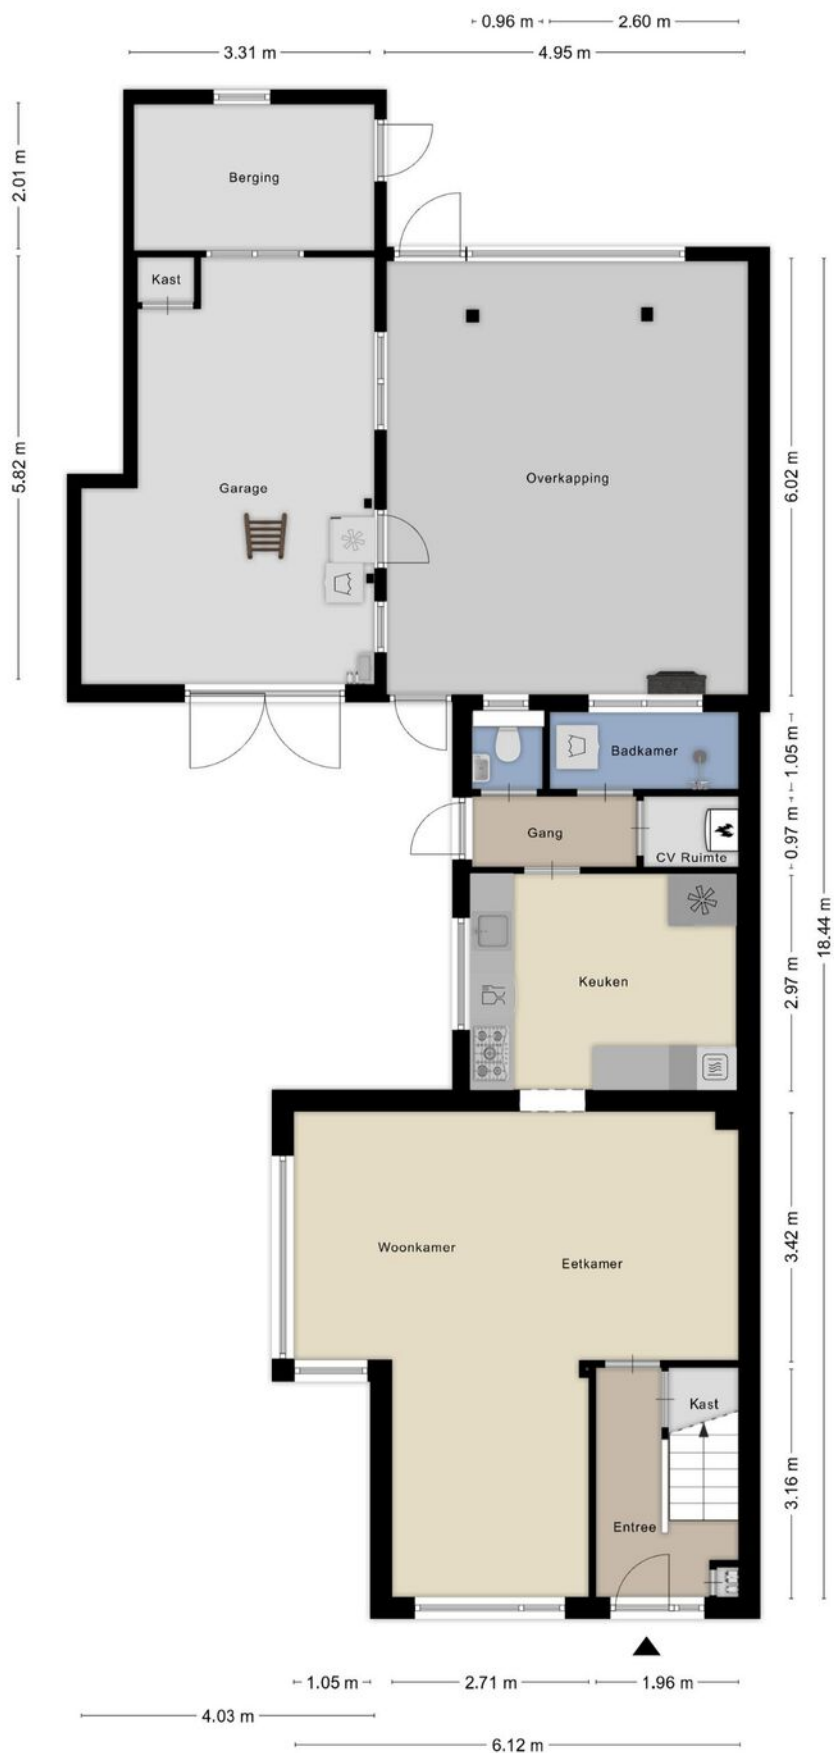 0.96 m
2.60 m
3.31 m
4.95 m
2.01 m
Berging
Kast
5.82 m
Garage
Overkapping
6.02 m
Badkamer
1.05 m
Gang
CV Ruimte
0.97 m
18.44 m
Keuken
2.97 m
Woonkamer
Eetkamer
3.42 m
Kast
Entree
3.16 m
1.05 m
2.71 m
1.96 m
4.03 m
6.12 m